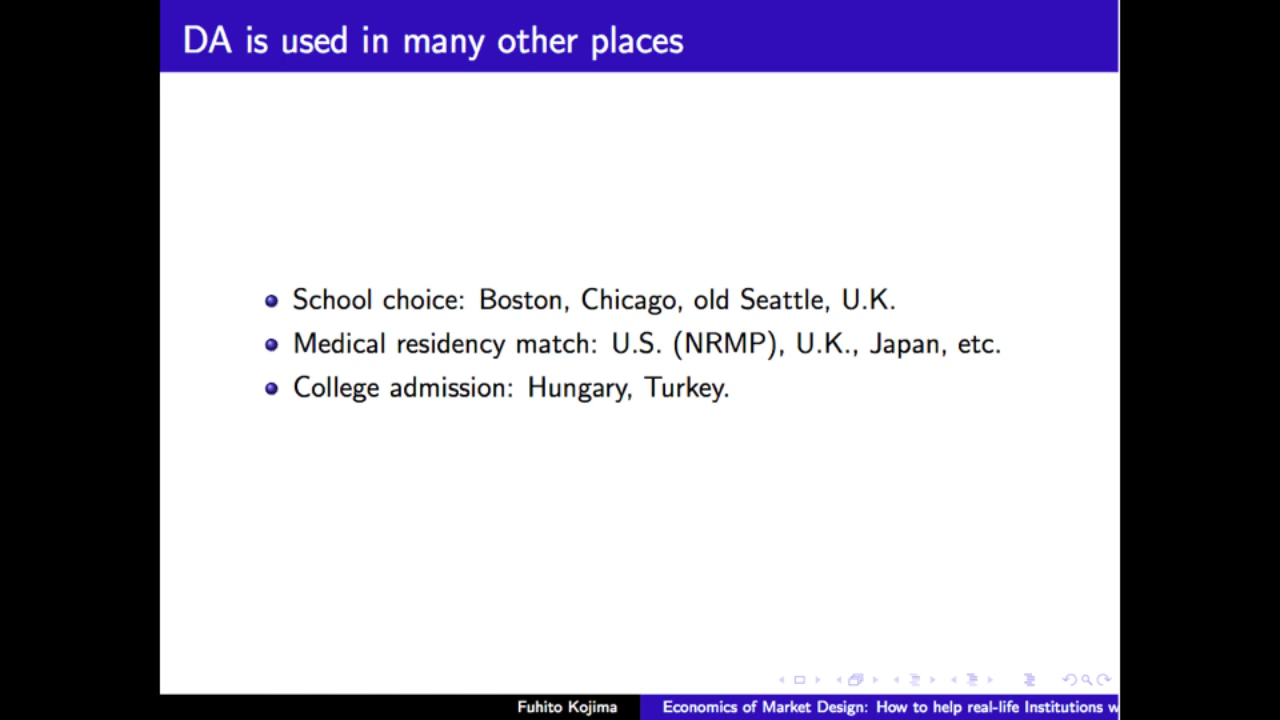 DA is used in many other places
School choice: Boston, Chicago, old Seattle, U.K.
Medical residency match: U.S. (NRMP), U.K., Japan, etc.
College admission: Hungary, Turkey.
Fuhito Kojima
Economics of Market Design: How to help real-life Institutions w